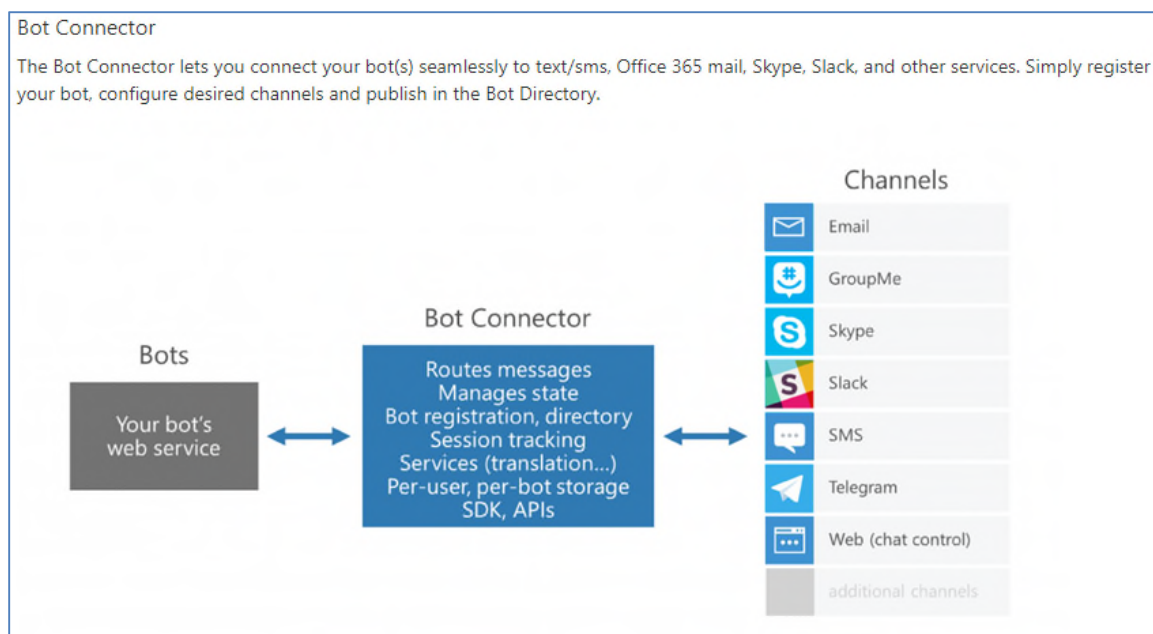 Bot Connector
The Bot Connector lets you connect your bot(s) seamlessly to text/sms, Office 365 mail, Skype, Slack, and other services. Simply register
your bot, configure desired channels and publish in the Bot Directory.
Bots
Your bot's
web service
Bot Connector
Routes messages
Manages state
Bot registration, directory
Session tracking
Services (translation...)
Per-user, per-bot storage
SDK, APIs
Channels
Email
GroupMe
Skype
Slack
SMS
Telegram
Web (chat control)
additional channels